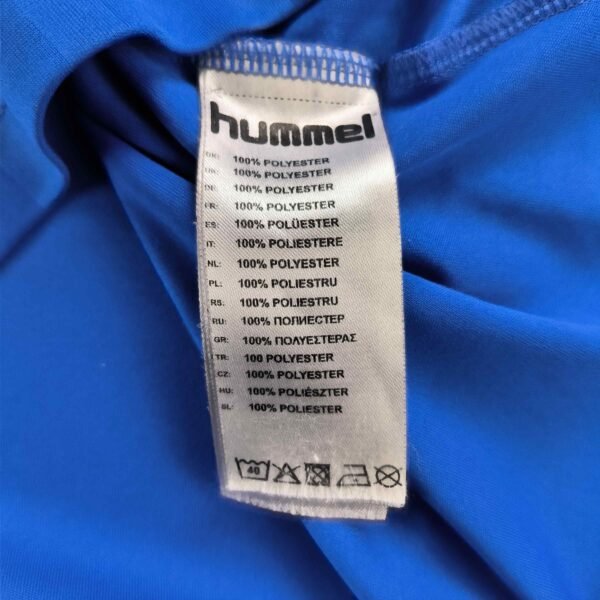 hummel
DK: 100% POLYESTER
UK: 100% POLYESTER
DE: 100% POLYESTER
FR: 100% POLYESTER
ES: 100% POLÜESTER
IT: 100% POLIESTERE
NL: 100% POLYESTER
PL: 100% POLIESTRU
RS: 100% POLIESTRU
RU: 100% ПОЛИЕСТЕР
GR: 100% ΠΟΛΥΕΣΤΕΡΑΣ
TR: 100 POLYESTER
CZ: 100% POLYESTER
HU: 100% POLIÉSZTER
SL: 100% POLIESTER
40